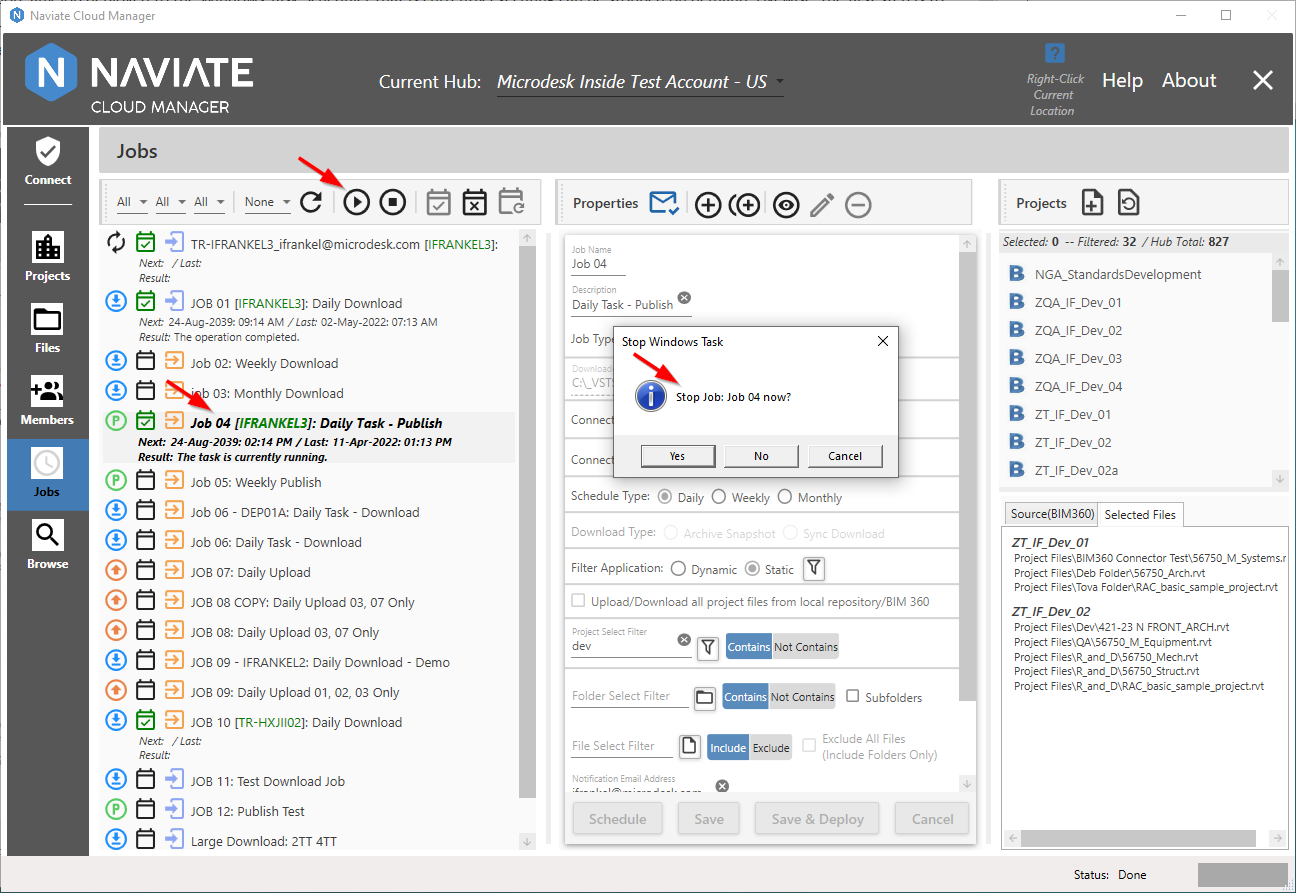 Naviate Cloud Manager
N NAVIATE
CLOUD MANAGER
Current Hub: Microdesk Inside Test Account - US
?
Right-Click
Current
Location
Help
About
Connect
Projects
Files
Members
Jobs
Browse
Jobs
All All All None
Properties
Projects
TR-IFRANKEL3_ifrankel@microdesk.com [IFRANKEL3]:
Next: / Last:
Result:
JOB 01 [IFRANKEL3]: Daily Download
Next: 24-Aug-2039: 09:14 AM / Last: 02-May-2022: 07:13 AM
Result: The operation completed.
Job 02: Weekly Download
job 03: Monthly Download
P Job 04 [IFRANKEL3]: Daily Task - Publish
Next: 24-Aug-2039: 02:14 PM / Last: 11-Apr-2022: 01:13 PM
Result: The task is currently running.
P Job 05: Weekly Publish
Job 06 - DEP01A: Daily Task - Download
Job 06: Daily Task - Download
JOB 07: Daily Upload
JOB 08 COPY: Daily Upload 03, 07 Only
JOB 08: Daily Upload 03, 07 Only
JOB 09 - IFRANKEL2: Daily Download - Demo
JOB 09: Daily Upload 01, 02, 03 Only
JOB 10 [TR-HXJII02]: Daily Download
Next: / Last:
Result:
JOB 11: Test Download Job
P JOB 12: Publish Test
Large Download: 2TT 4TT
Job Name
Job 04
Description
Daily Task - Publish
Job Type
Download
C:\_VST
Connect
Connect
Stop Windows Task
i Stop Job: Job 04 now?
Yes No Cancel
Schedule Type: Daily Weekly Monthly
Download Type: Archive Snapshot Sync Download
Filter Application: Dynamic Static
Upload/Download all project files from local repository/BIM 360
Project Select Filter
dev
Contains Not Contains
Folder Select Filter
Contains Not Contains Subfolders
File Select Filter
Include Exclude
Exclude All Files
(Include Folders Only)
Notification Email Address
ifrankel@microdesk.com
Schedule Save Save & Deploy Cancel
Selected: 0 -- Filtered: 32 / Hub Total: 827
B NGA_StandardsDevelopment
B ZQA_IF_Dev_01
B ZQA_IF_Dev_02
B ZQA_IF_Dev_03
B ZQA_IF_Dev_04
B ZT_IF_Dev_01
B ZT_IF_Dev_02
B ZT_IF_Dev_02a
Source(BIM360) Selected Files
ZT_IF_Dev_01
Project Files\BIM360 Connector Test\56750_M_Systems.r
Project Files\Deb Folder\56750_Arch.rvt
Project Files\Tova Folder\RAC_basic_sample_project.rvt
ZT_IF_Dev_02
Project Files\Dev\421-23 N FRONT_ARCH.rvt
Project Files\QA\56750_M_Equipment.rvt
Project Files\R_and_D\56750_Mech.rvt
Project Files\R_and_D\56750_Struct.rvt
Project Files\R_and_D\RAC_basic_sample_project.rvt
Status: Done